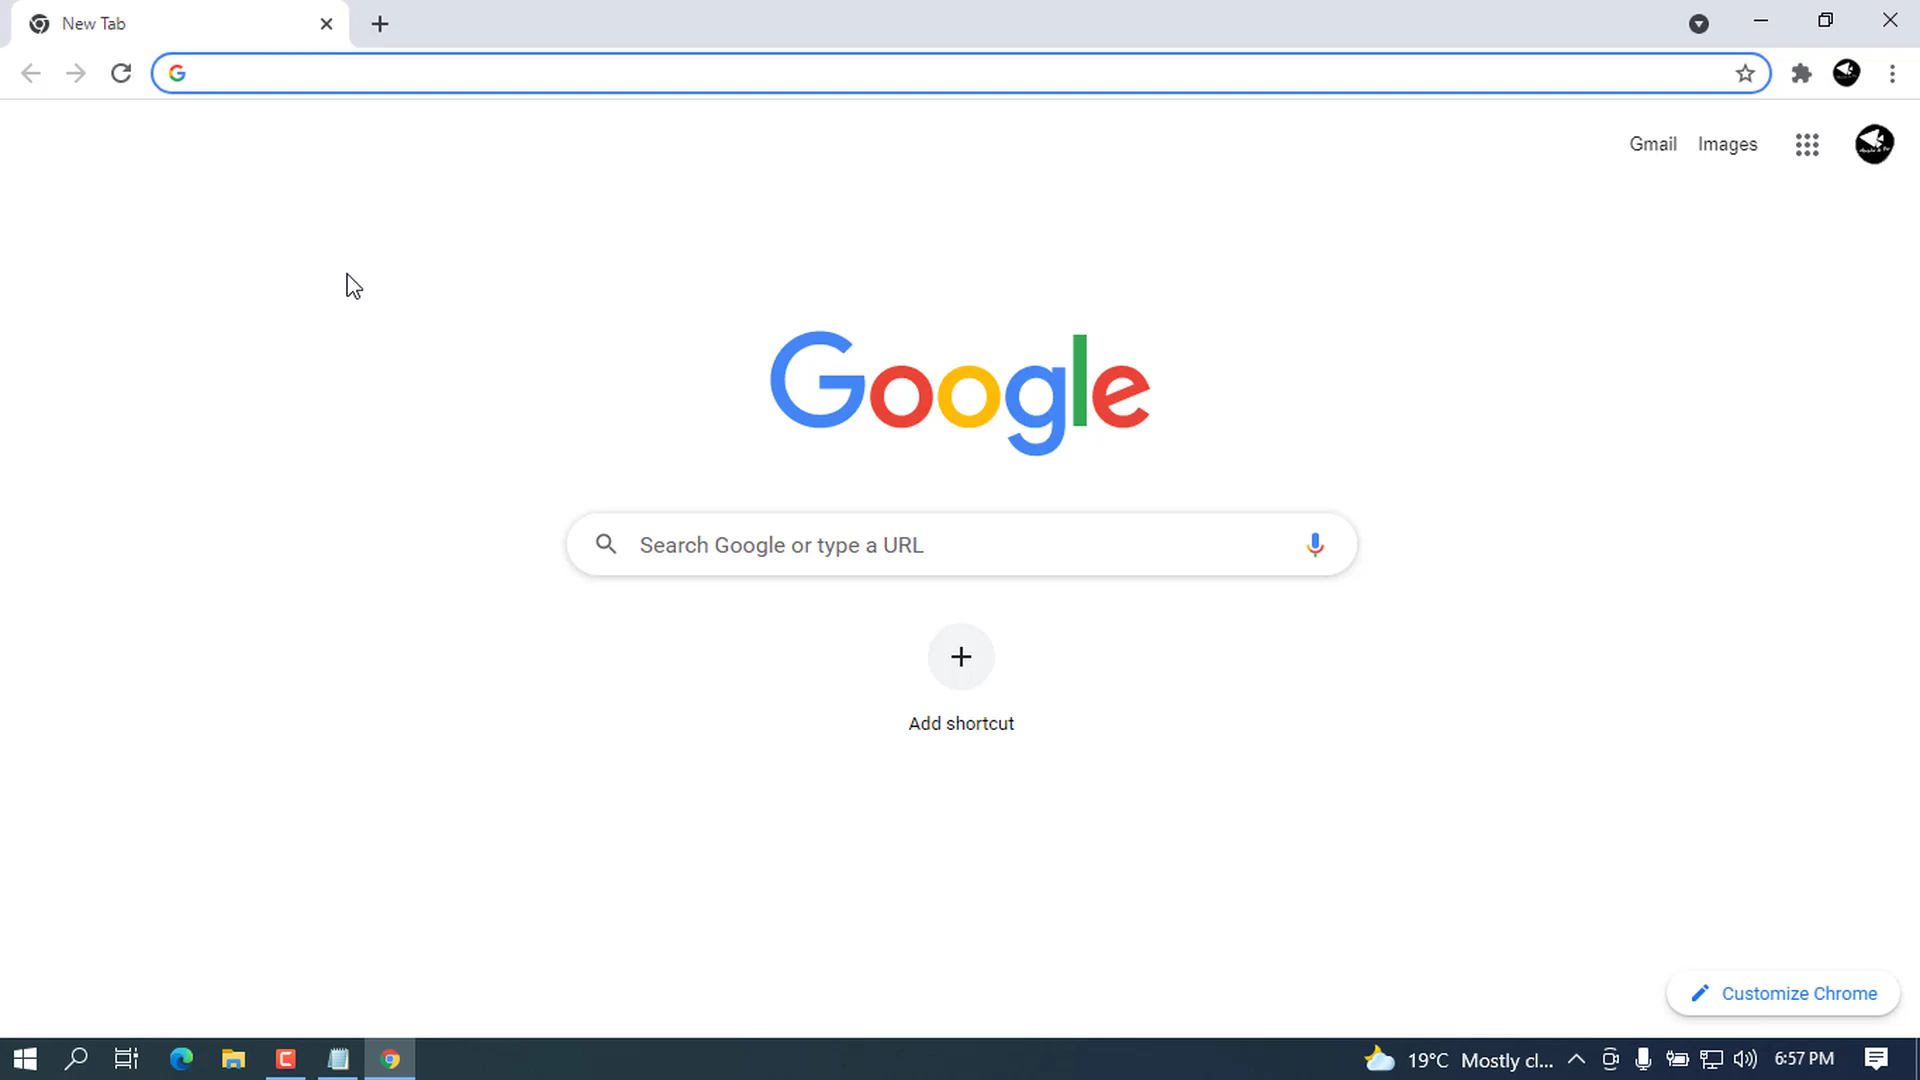 New Tab
Gmail Images
Google
Search Google or type a URL
Add shortcut
Customize Chrome
19°C Mostly cl... 6:57 PM